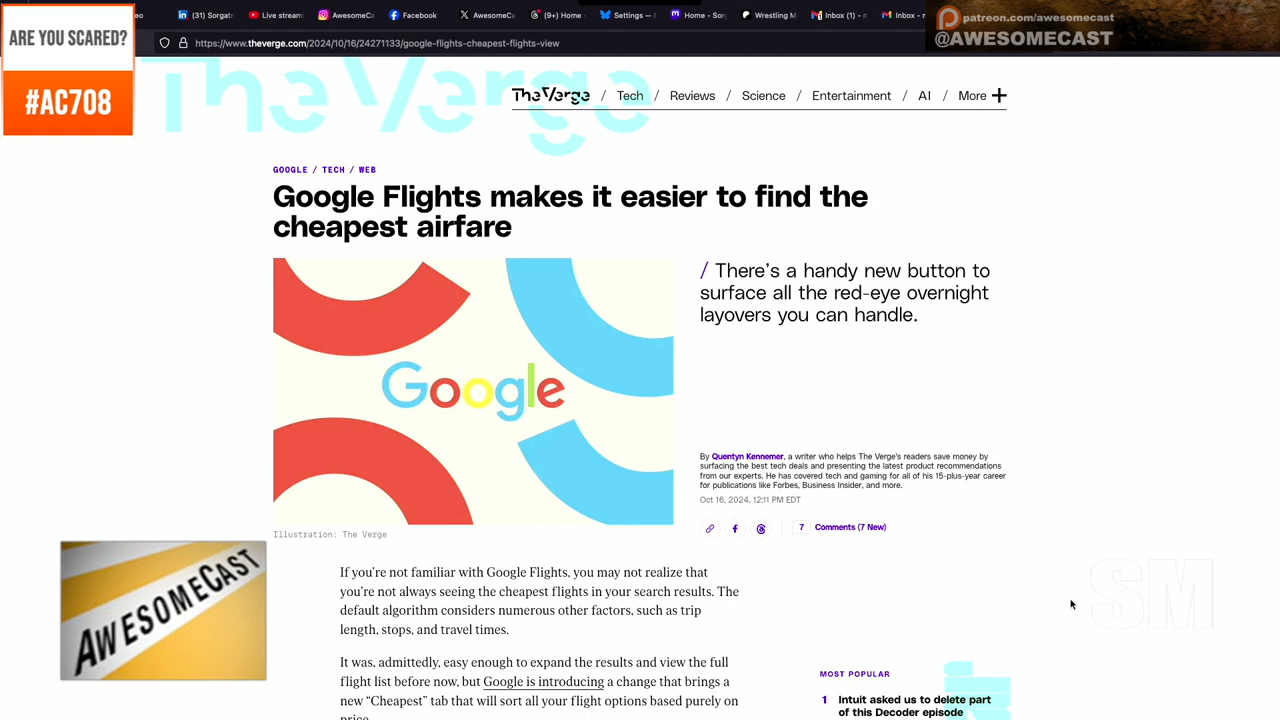 ARE YOU SCARED?
#AC708
(31) Sorgat
Live streami
AwesomeCa
Facebook
AwesomeCa
(9+) Home
Settings —
Home - Sor
Wrestling M
Inbox (1) -
Inbox -
https://www.theverge.com/2024/10/16/24271133/google-flights-cheapest-flights-view
patreon.com/awesomecast
@AWESOMECAST
The Verge
TheVerge / Tech / Reviews / Science / Entertainment / AI / More +
GOOGLE / TECH / WEB
Google Flights makes it easier to find the
cheapest airfare
Google
/ There’s a handy new button to
surface all the red-eye overnight
layovers you can handle.
By Quentyn Kennemer, a writer who helps The Verge’s readers save money by
surfacing the best tech deals and presenting the latest product recommendations
from our experts. He has covered tech and gaming for all of his 15-plus-year career
for publications like Forbes, Business Insider, and more.
Oct 16, 2024, 12:11 PM EDT
7 Comments (7 New)
Illustration: The Verge
If you’re not familiar with Google Flights, you may not realize that
you’re not always seeing the cheapest flights in your search results. The
default algorithm considers numerous other factors, such as trip
length, stops, and travel times.
It was, admittedly, easy enough to expand the results and view the full
flight list before now, but Google is introducing a change that brings a
new “Cheapest” tab that will sort all your flight options based purely on
price.
AWESOMECAST
SM
MOST POPULAR
1 Intuit asked us to delete part
of this Decoder episode